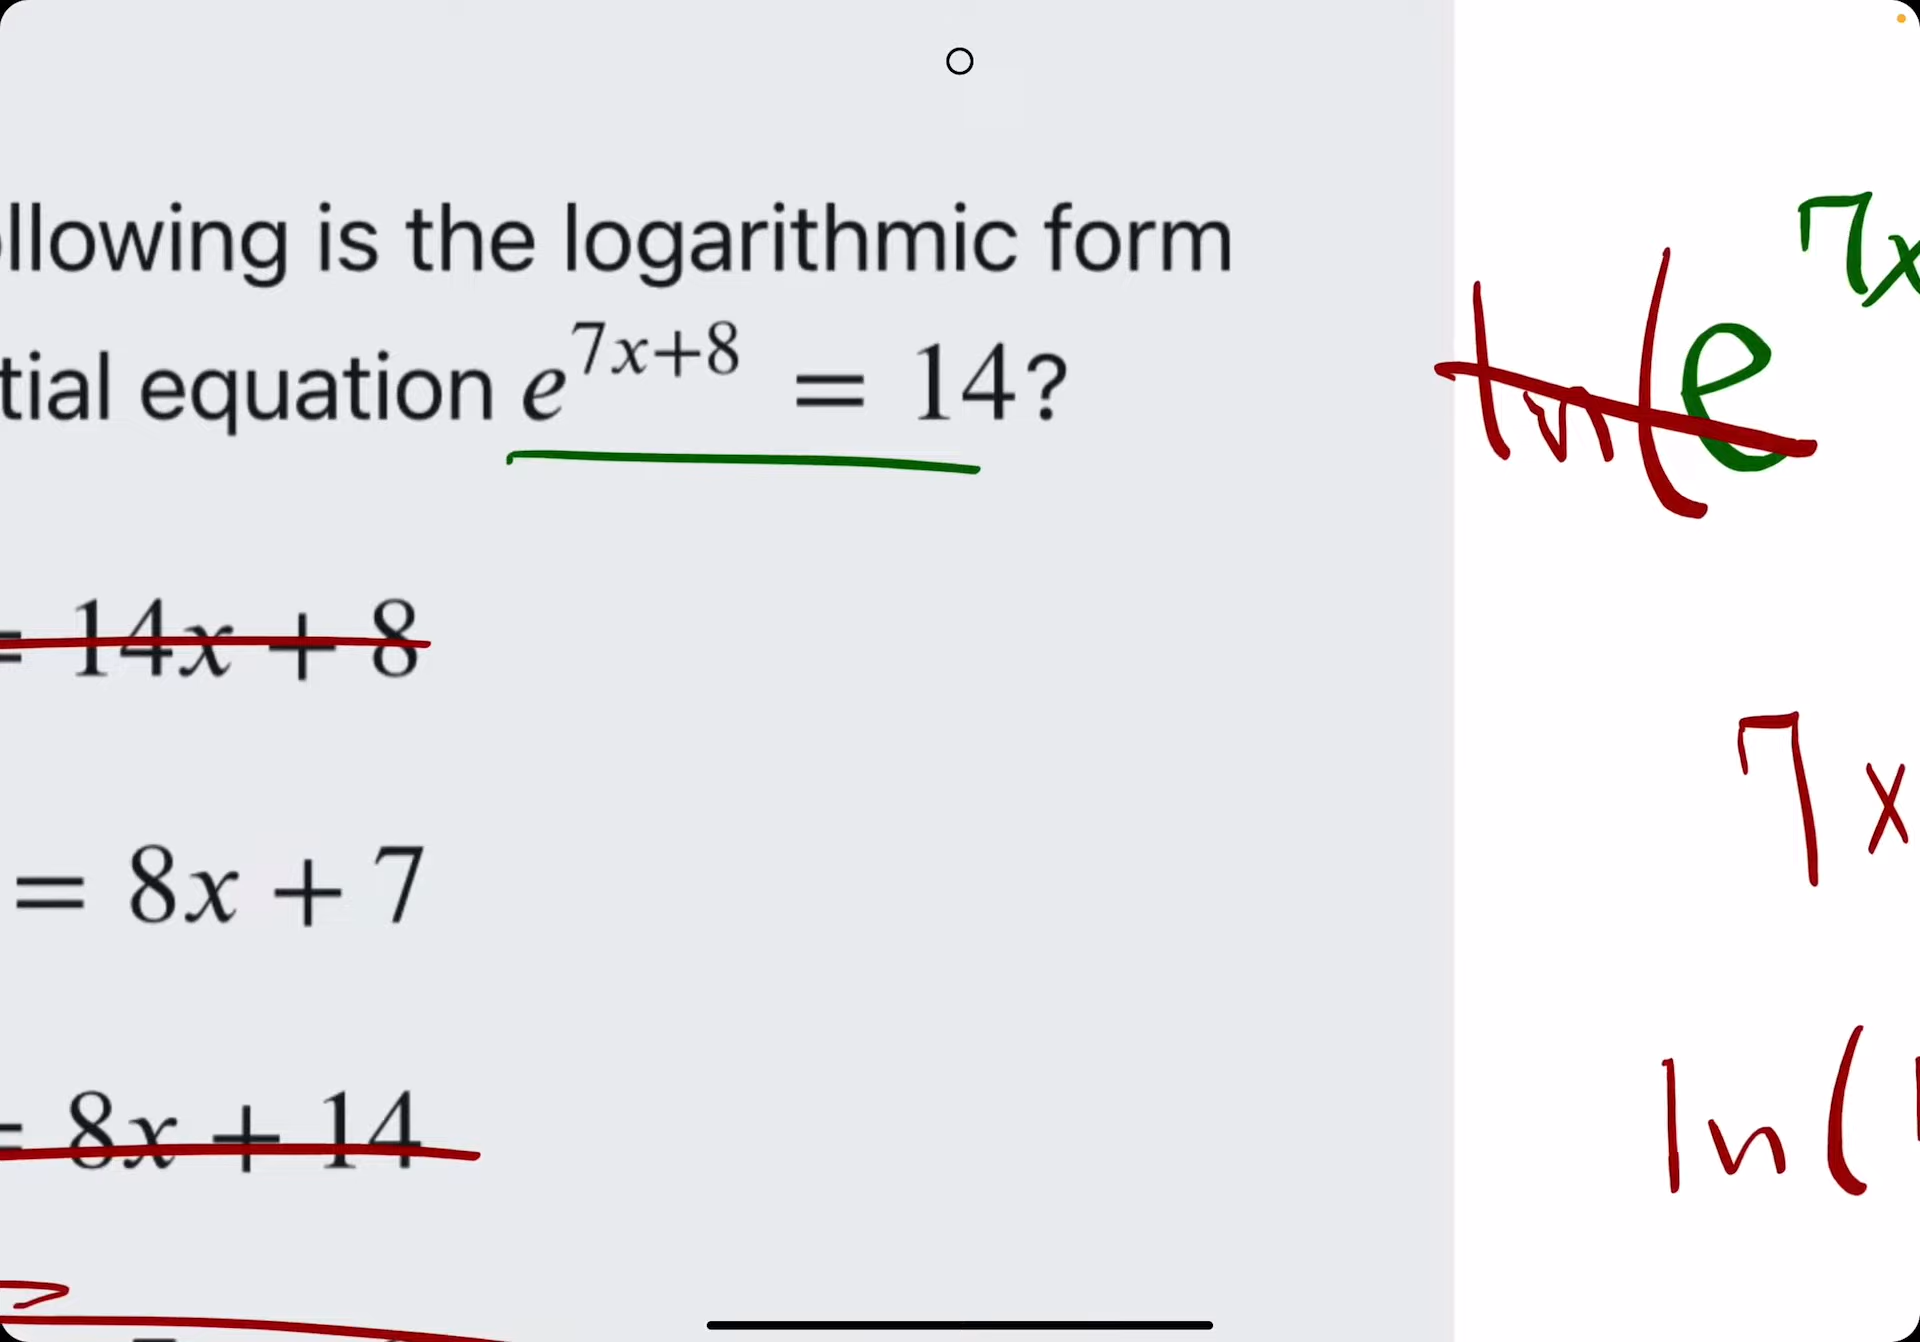 llowing is the logarithmic form
tial equation e^{7x+8} = 14?
= 14x + 8
= 8x + 7
= 8x + 14
ln(e^{7x
7x
ln(